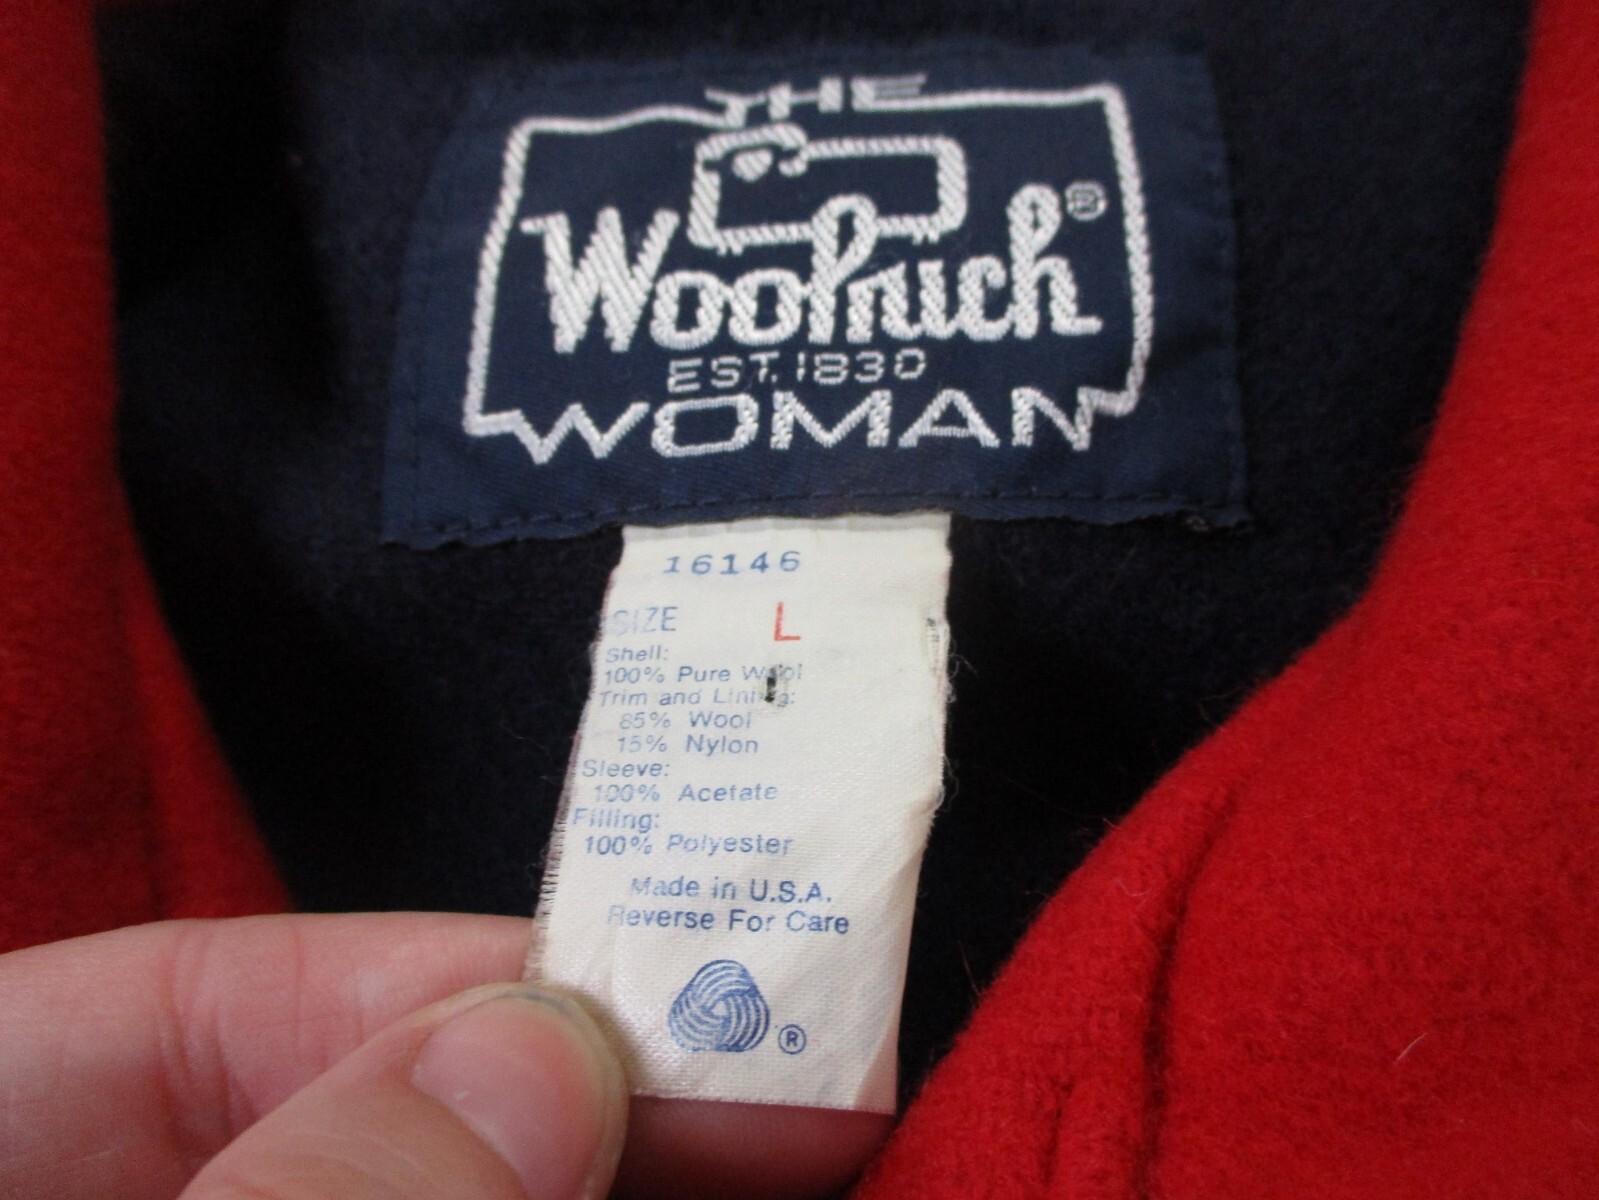 THE
Woolrich®
EST. 1830
WOMAN
16146
SIZE L
Shell:
100% Pure Wool
Trim and Lining:
85% Wool
15% Nylon
Sleeve:
100% Acetate
Filling:
100% Polyester
Made in U.S.A.
Reverse For Care
®